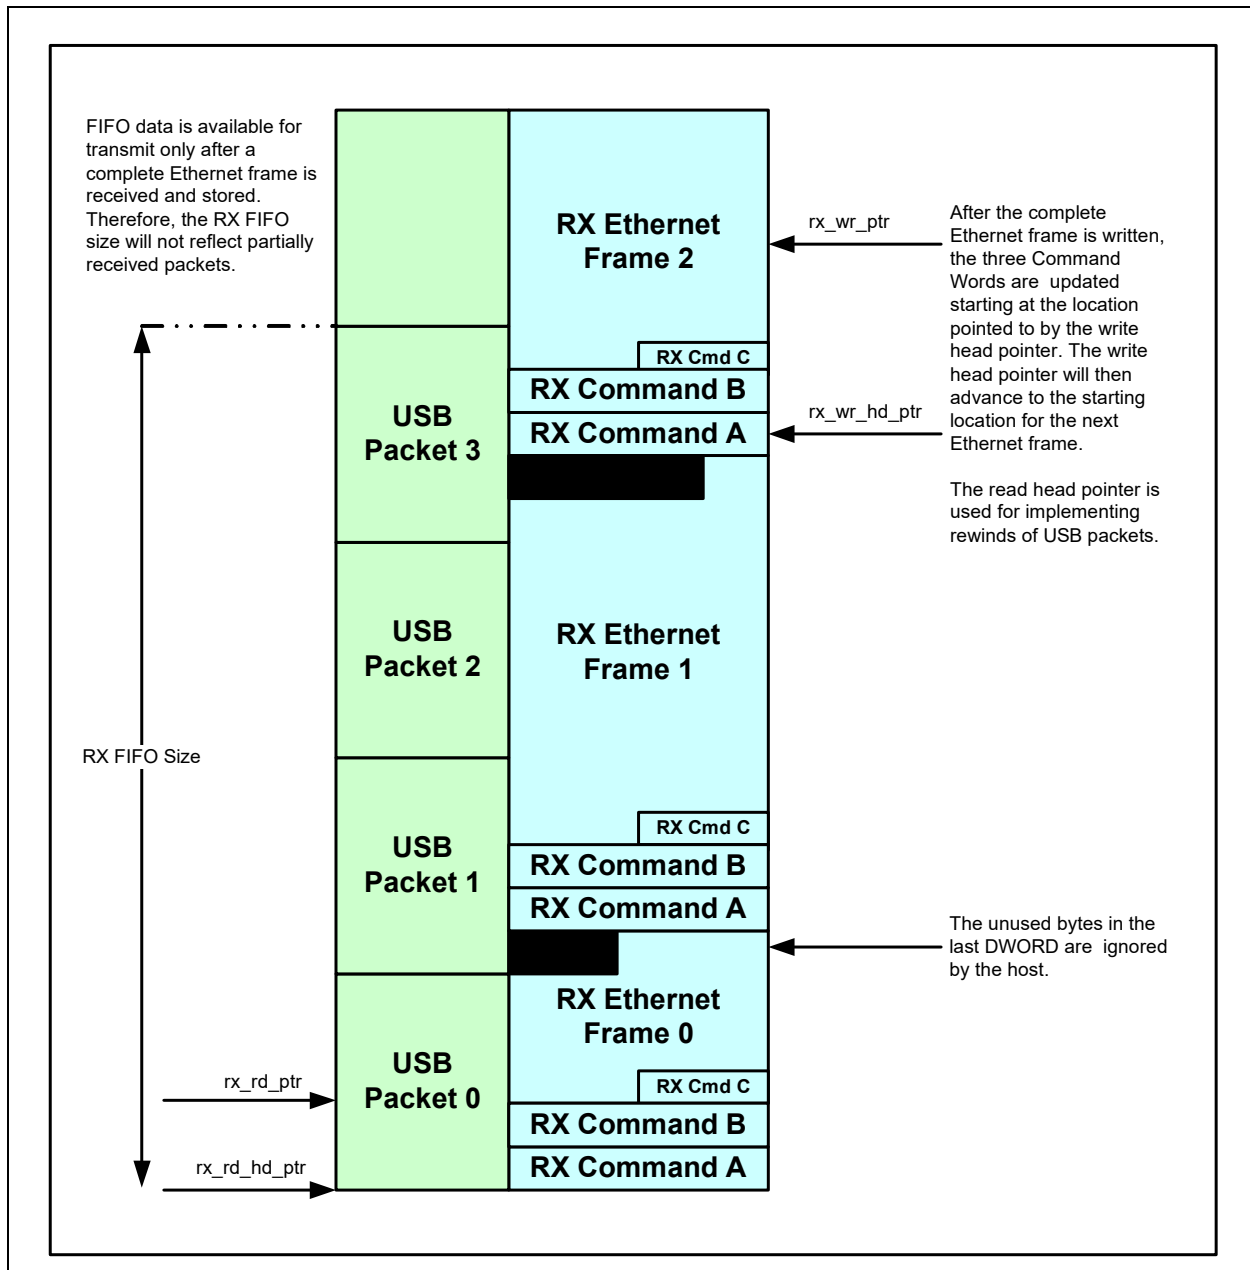 FIFO data is available for
transmit only after a
complete Ethernet frame is
received and stored.
Therefore, the RX FIFO
size will not reflect partially
received packets.
RX Ethernet
Frame 2
rx_wr_ptr
After the complete
Ethernet frame is written,
the three Command
Words are updated
starting at the location
pointed to by the write
head pointer. The write
head pointer will then
advance to the starting
location for the next
Ethernet frame.
The read head pointer is
used for implementing
rewinds of USB packets.
RX Cmd C
RX Command B
RX Command A
rx_wr_hd_ptr
USB
Packet 3
USB
Packet 2
RX Ethernet
Frame 1
RX FIFO Size
USB
Packet 1
RX Cmd C
RX Command B
RX Command A
The unused bytes in the
last DWORD are ignored
by the host.
RX Ethernet
Frame 0
rx_rd_ptr
USB
Packet 0
RX Cmd C
RX Command B
RX Command A
rx_rd_hd_ptr